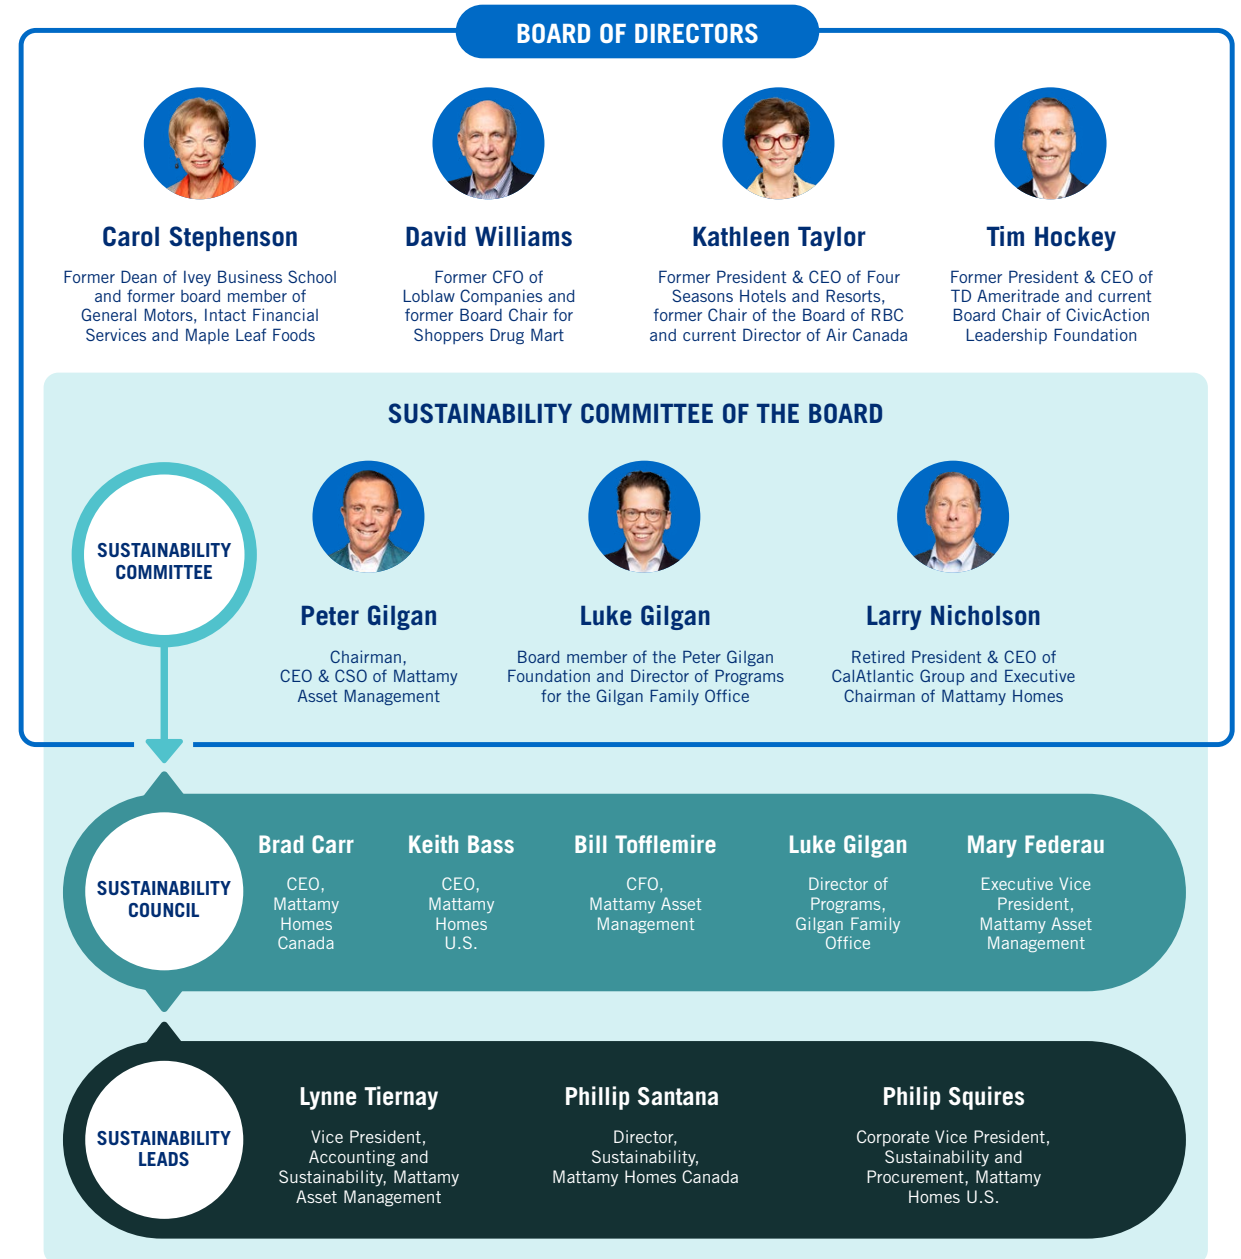 BOARD OF DIRECTORS
Carol Stephenson
Former Dean of Ivey Business School
and former board member of
General Motors, Intact Financial
Services and Maple Leaf Foods
David Williams
Former CFO of
Loblaw Companies and
former Board Chair for
Shoppers Drug Mart
Kathleen Taylor
Former President & CEO of Four
Seasons Hotels and Resorts,
former Chair of the Board of RBC
and current Director of Air Canada
Tim Hockey
Former President & CEO of
TD Ameritrade and current
Board Chair of CivicAction
Leadership Foundation
SUSTAINABILITY COMMITTEE OF THE BOARD
SUSTAINABILITY
COMMITTEE
Peter Gilgan
Chairman,
CEO & CSO of Mattamy
Asset Management
Luke Gilgan
Board member of the Peter Gilgan
Foundation and Director of Programs
for the Gilgan Family Office
Larry Nicholson
Retired President & CEO of
CalAtlantic Group and Executive
Chairman of Mattamy Homes
SUSTAINABILITY
COUNCIL
Brad Carr
CEO,
Mattamy
Homes
Canada
Keith Bass
CEO,
Mattamy
Homes
U.S.
Bill Tofflemire
CFO,
Mattamy Asset
Management
Luke Gilgan
Director of
Programs,
Gilgan Family
Office
Mary Federau
Executive Vice
President,
Mattamy Asset
Management
SUSTAINABILITY
LEADS
Lynne Tiernay
Vice President,
Accounting and
Sustainability, Mattamy
Asset Management
Phillip Santana
Director,
Sustainability,
Mattamy Homes Canada
Philip Squires
Corporate Vice President,
Sustainability and
Procurement, Mattamy
Homes U.S.